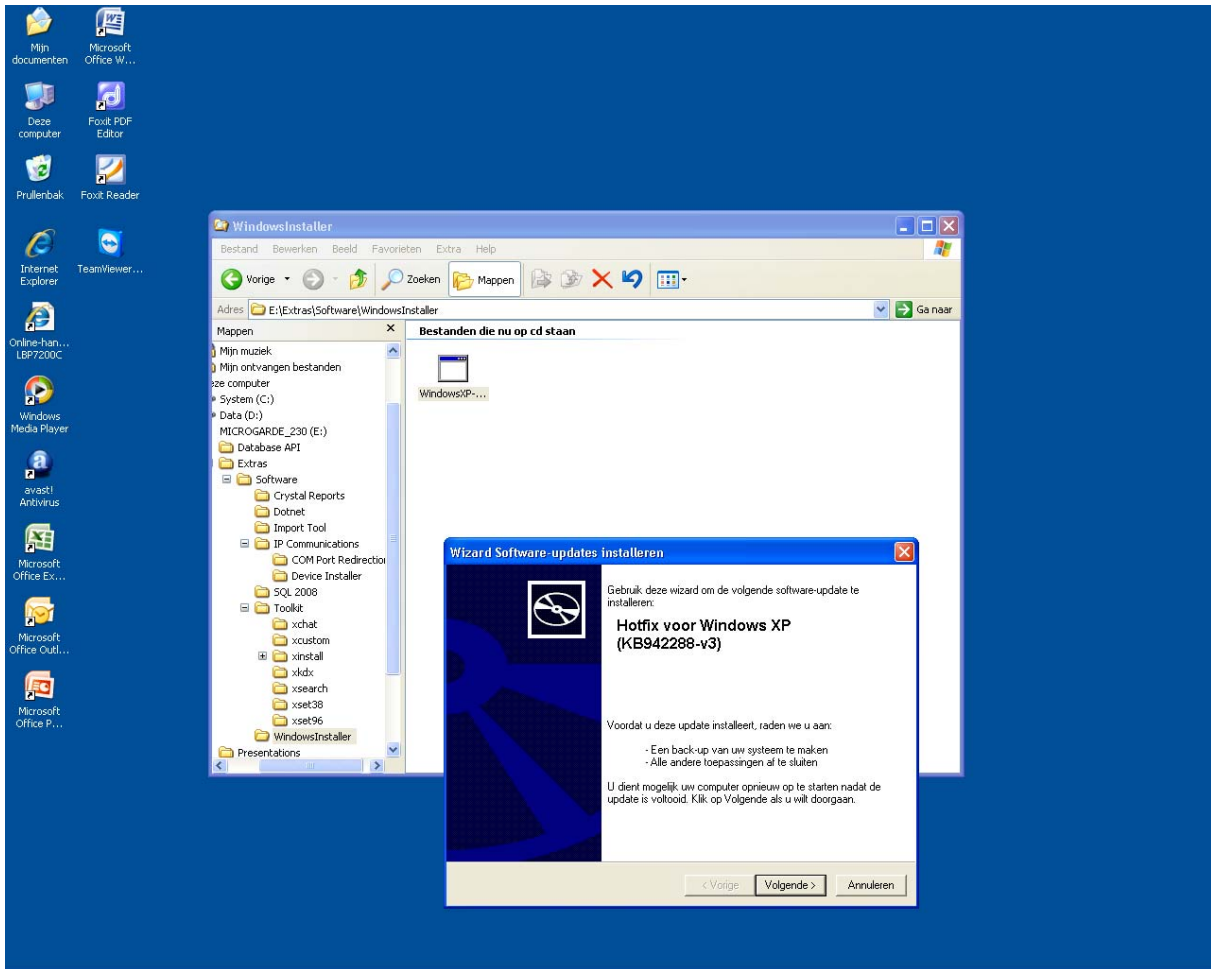 Mijn
documenten
Microsoft
Office W...
Deze
computer
Foxit PDF
Editor
Prullenbak
Foxit Reader
Internet
Explorer
TeamViewer...
Online-han...
LBP7200C
Windows
Media Player
avast!
Antivirus
Microsoft
Office Ex...
Microsoft
Office Outl...
Microsoft
Office P...
WindowsInstaller
Bestand Bewerken Beeld Favorieten Extra Help
Vorige Zoeken Mappen
Adres E:\Extras\Software\WindowsInstaller Ga naar
Mappen
Mijn muziek
Mijn ontvangen bestanden
eze computer
System (C:)
Data (D:)
MICROGARDE_230 (E:)
Database API
Extras
Software
Crystal Reports
Dotnet
Import Tool
IP Communications
COM Port Redirection
Device Installer
SQL 2008
Toolkit
xchat
xcustom
xinstall
xkdx
xsearch
xset38
xset96
WindowsInstaller
Presentations
Bestanden die nu op cd staan
WindowsXP-...
Wizard Software-updates installeren
Gebruik deze wizard om de volgende software-update te
installeren:
Hotfix voor Windows XP
(KB942288-v3)
Voordat u deze update installeert, raden we u aan:
- Een back-up van uw systeem te maken
- Alle andere toepassingen af te sluiten
U dient mogelijk uw computer opnieuw op te starten nadat de
update is voltooid. Klik op Volgende als u wilt doorgaan.
< Vorige Volgende > Annuleren